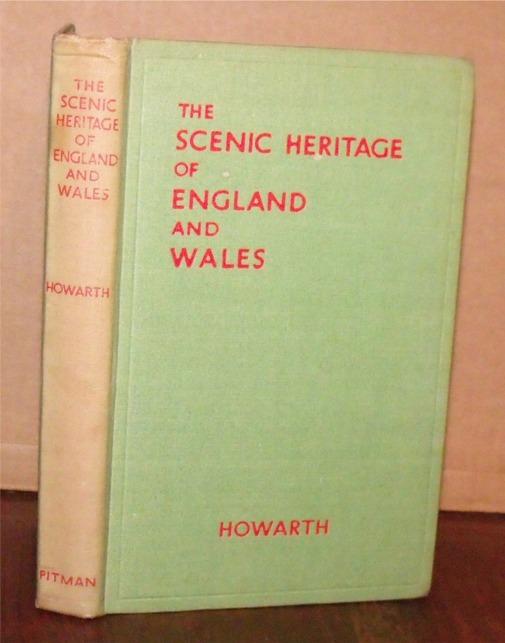 THE
SCENIC
HERITAGE
OF
ENGLAND
AND
WALES
HOWARTH
PITMAN
THE
SCENIC HERITAGE
OF
ENGLAND
AND
WALES
HOWARTH